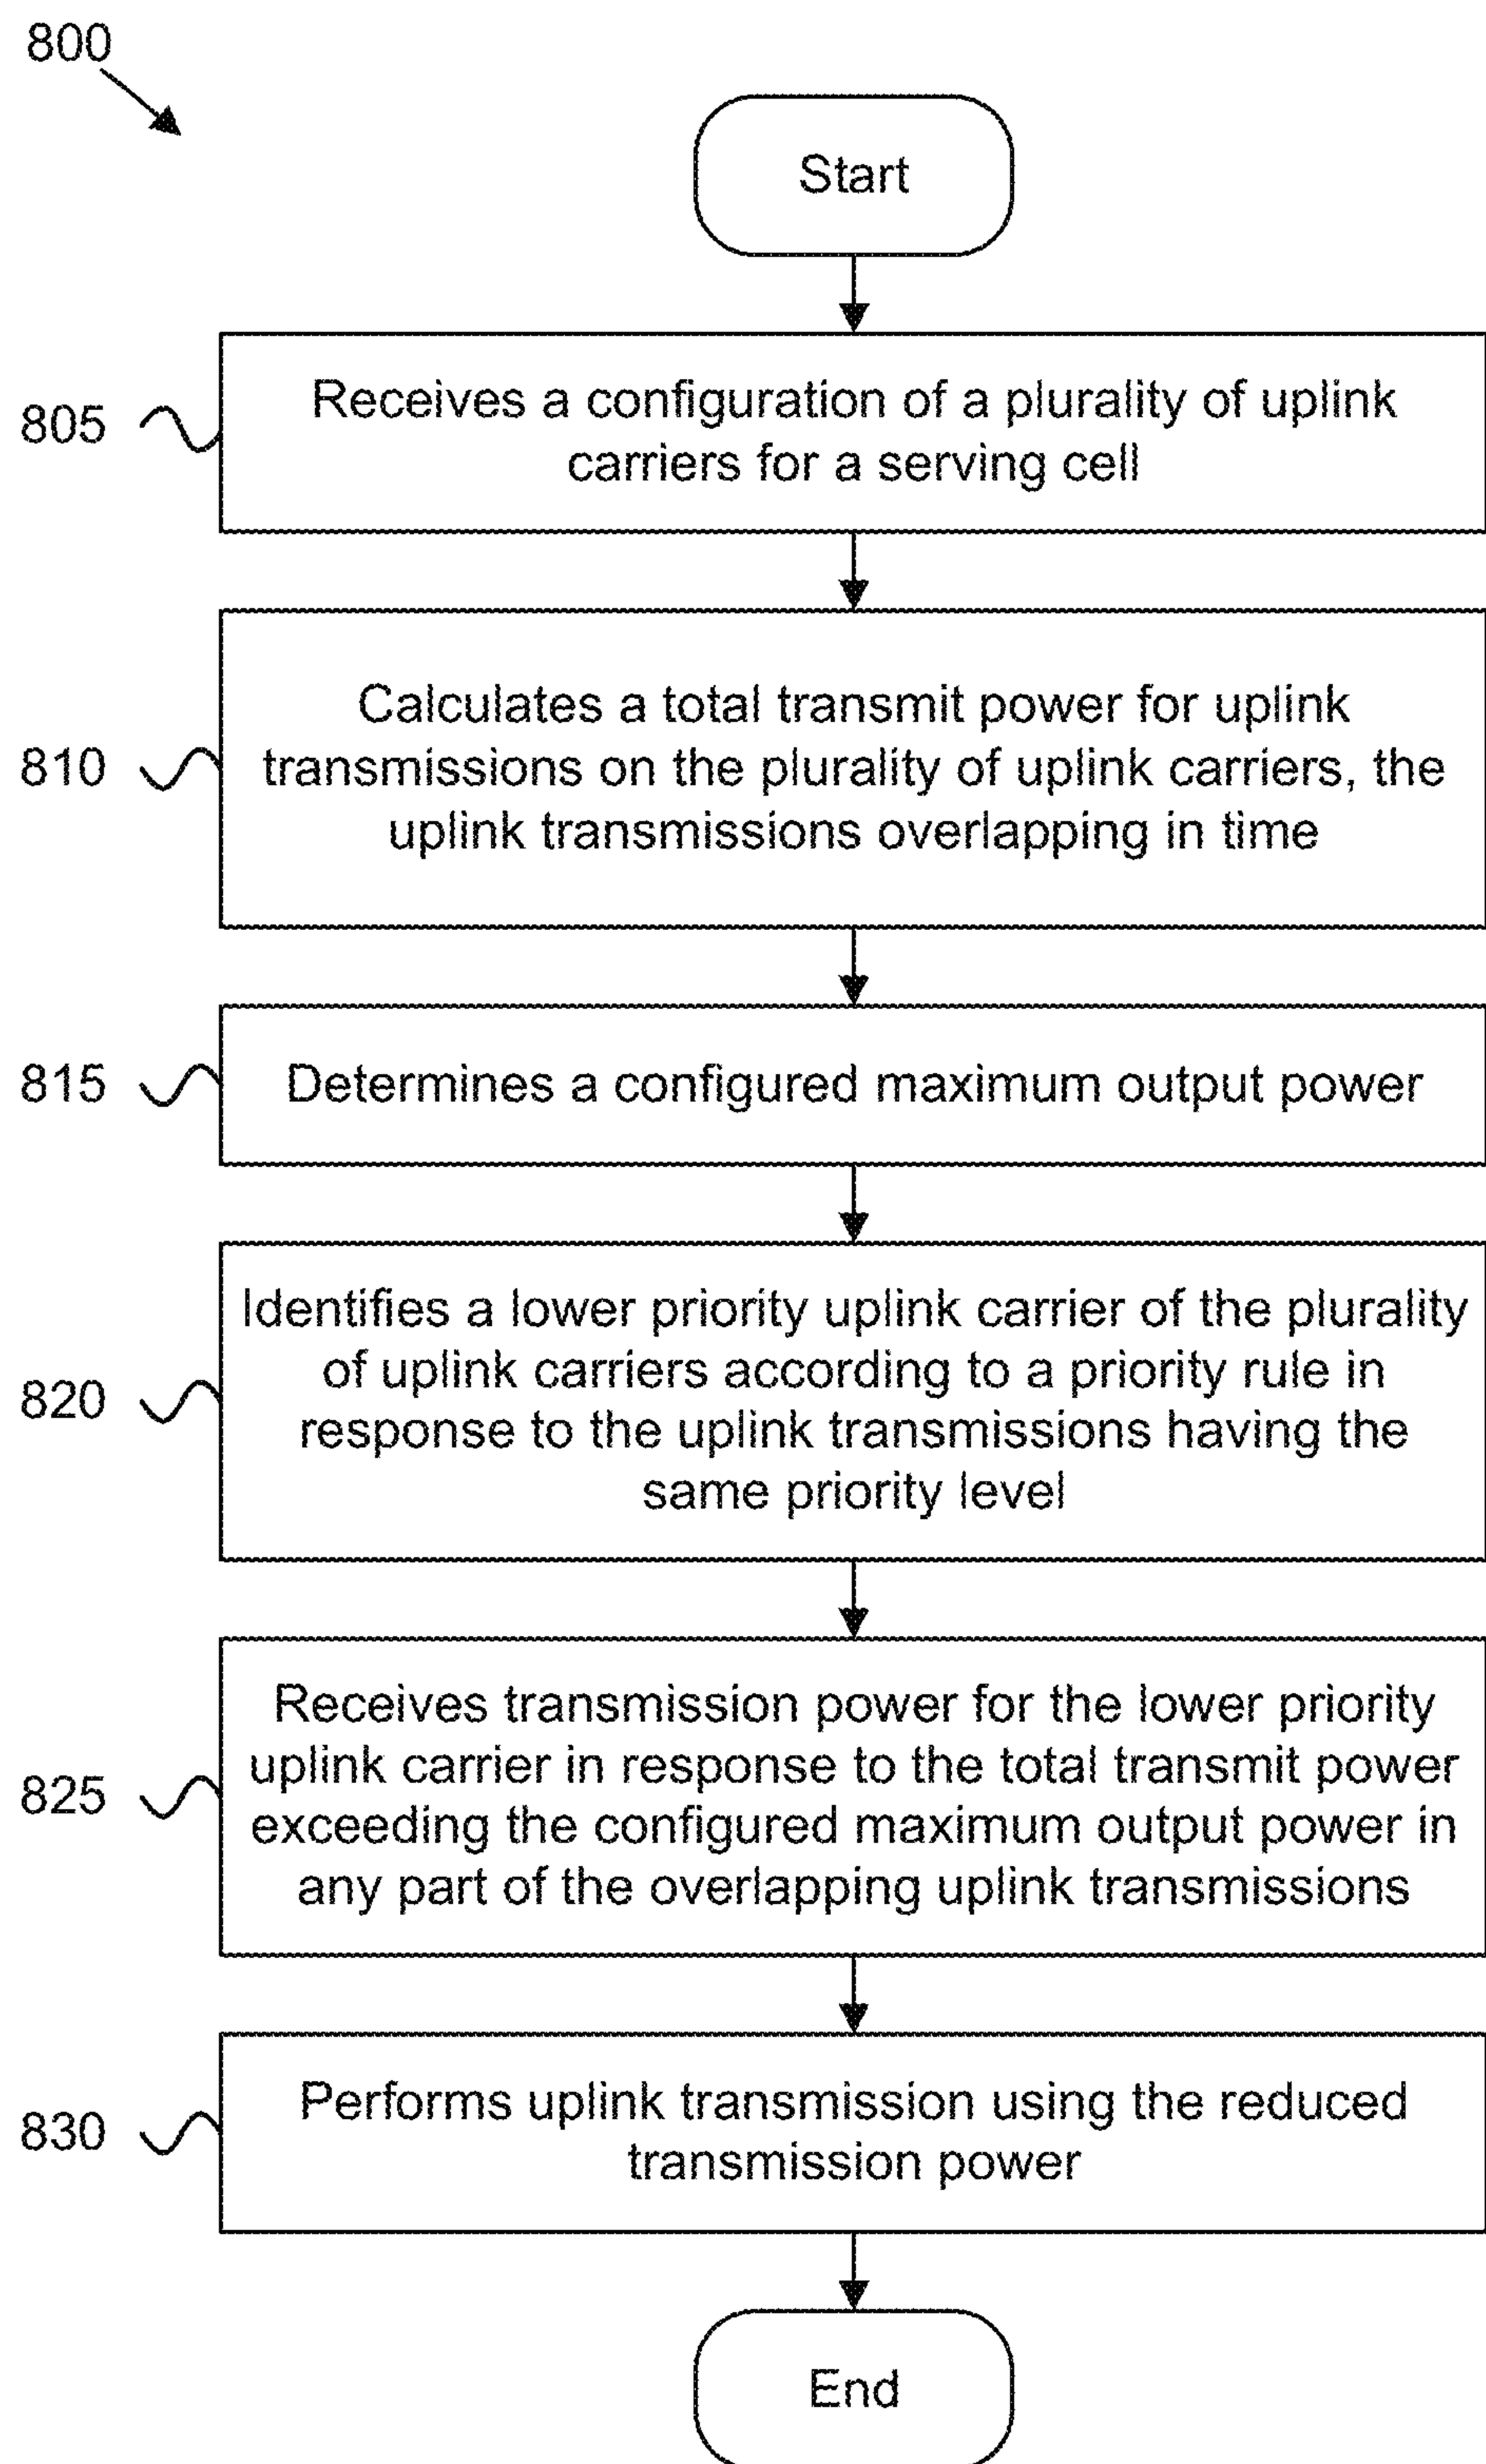 800
Start
805
Receives a configuration of a plurality of uplink
carriers for a serving cell
810
Calculates a total transmit power for uplink
transmissions on the plurality of uplink carriers, the
uplink transmissions overlapping in time
815
Determines a configured maximum output power
820
Identifies a lower priority uplink carrier of the plurality
of uplink carriers according to a priority rule in
response to the uplink transmissions having the
same priority level
825
Receives transmission power for the lower priority
uplink carrier in response to the total transmit power
exceeding the configured maximum output power in
any part of the overlapping uplink transmissions
830
Performs uplink transmission using the reduced
transmission power
End